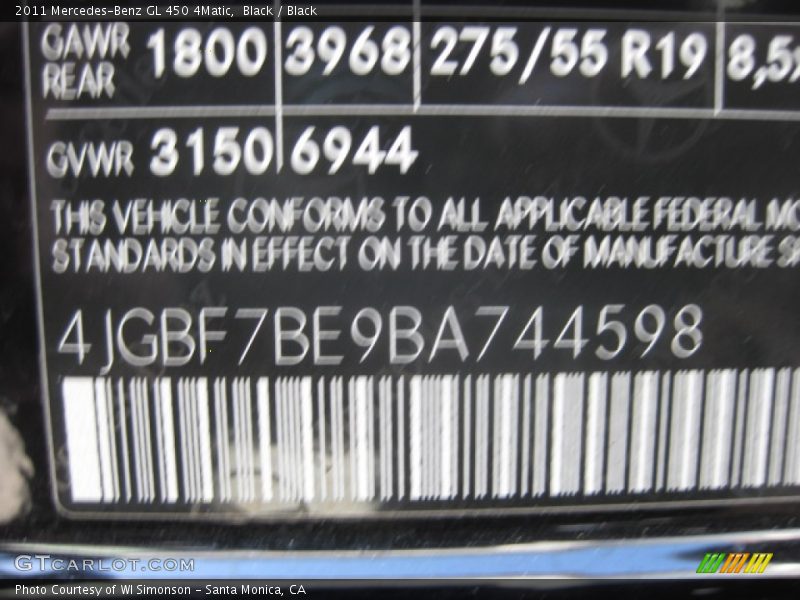 2011 Mercedes-Benz GL 450 4Matic, Black / Black
GAWR REAR 1800 3968 275/55 R19
GVWR 3150 6944
THIS VEHICLE CONFORMS TO ALL APPLICABLE FEDERAL
STANDARDS IN EFFECT ON THE DATE OF MANUFACTURE
4JGBF7BE9BA744598
GTCARLOT.COM
Photo Courtesy of WI Simonson - Santa Monica, CA